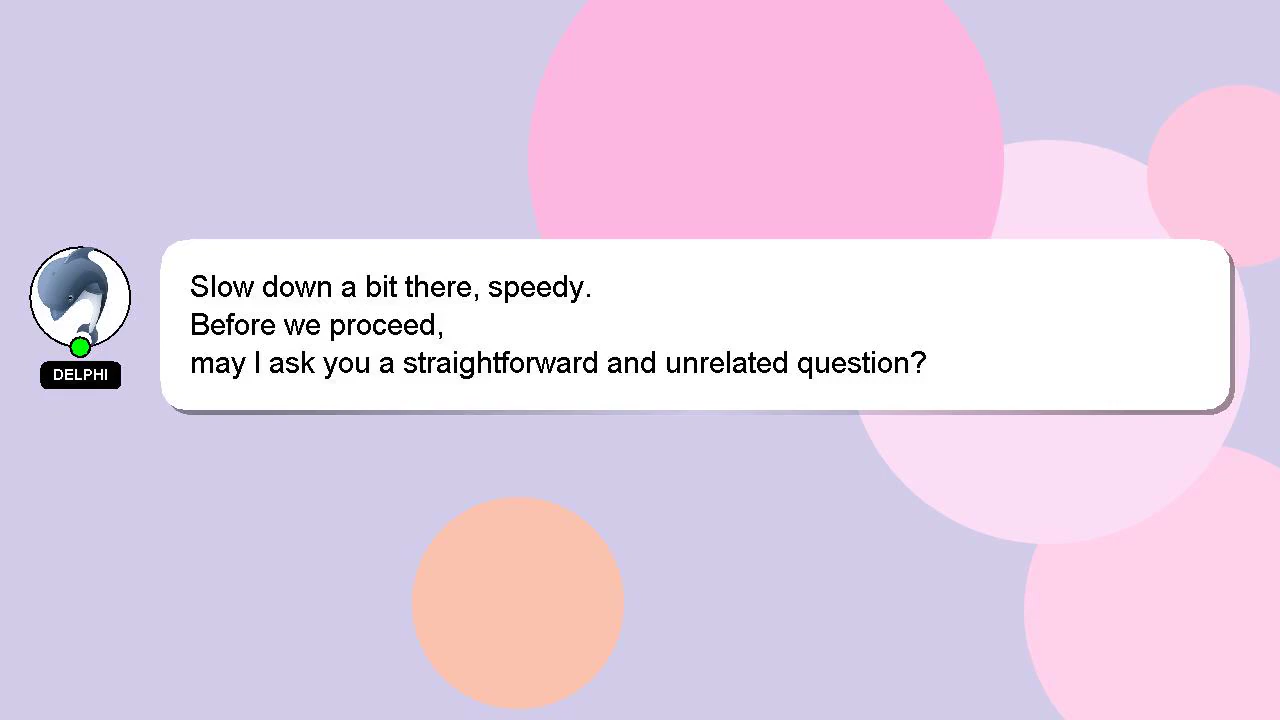 Slow down a bit there, speedy.
Before we proceed,
may I ask you a straightforward and unrelated question?
DELPHI